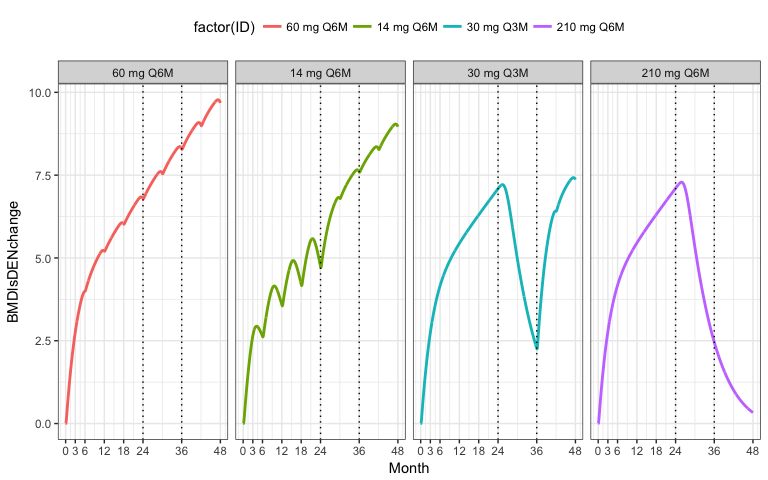 factor(ID) 60 mg Q6M 14 mg Q6M 30 mg Q3M 210 mg Q6M
60 mg Q6M 14 mg Q6M 30 mg Q3M 210 mg Q6M
BMDlsDENchange
10.0
7.5
5.0
2.5
0.0
0 3 6 12 18 24 36 48 0 3 6 12 18 24 36 48 0 3 6 12 18 24 36 48 0 3 6 12 18 24 36 48
Month